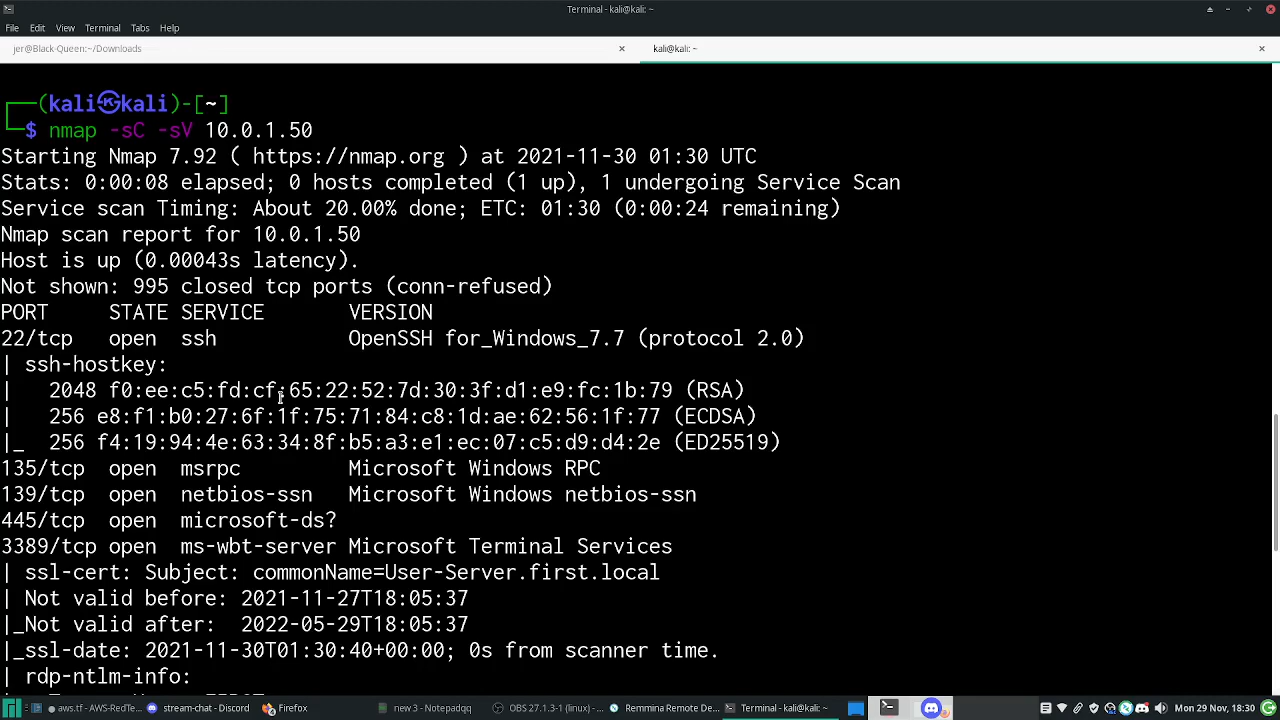 Terminal - kali@kali: ~
File Edit View Terminal Tabs Help
jer@Black-Queen:~/Downloads
kali@kali: ~
┌──(kali㉿kali)-[~]
└─$ nmap -sC -sV 10.0.1.50
Starting Nmap 7.92 ( https://nmap.org ) at 2021-11-30 01:30 UTC
Stats: 0:00:08 elapsed; 0 hosts completed (1 up), 1 undergoing Service Scan
Service scan Timing: About 20.00% done; ETC: 01:30 (0:00:24 remaining)
Nmap scan report for 10.0.1.50
Host is up (0.00043s latency).
Not shown: 995 closed tcp ports (conn-refused)
PORT     STATE SERVICE       VERSION
22/tcp   open  ssh           OpenSSH for_Windows_7.7 (protocol 2.0)
| ssh-hostkey:
|   2048 f0:ee:c5:fd:cf:65:22:52:7d:30:3f:d1:e9:fc:1b:79 (RSA)
|   256 e8:f1:b0:27:6f:1f:75:71:84:c8:1d:ae:62:56:1f:77 (ECDSA)
|_  256 f4:19:94:4e:63:34:8f:b5:a3:e1:ec:07:c5:d9:d4:2e (ED25519)
135/tcp  open  msrpc         Microsoft Windows RPC
139/tcp  open  netbios-ssn   Microsoft Windows netbios-ssn
445/tcp  open  microsoft-ds?
3389/tcp open  ms-wbt-server Microsoft Terminal Services
| ssl-cert: Subject: commonName=User-Server.first.local
| Not valid before: 2021-11-27T18:05:37
|_Not valid after:  2022-05-29T18:05:37
|_ssl-date: 2021-11-30T01:30:40+00:00; 0s from scanner time.
| rdp-ntlm-info:
aws.tf - AWS-RedTe... stream-chat - Discord Firefox new 3 - Notepadqq OBS 27.1.3-1 (linux) -... Remmina Remote De... Terminal - kali@kali: ~ Mon 29 Nov, 18:30